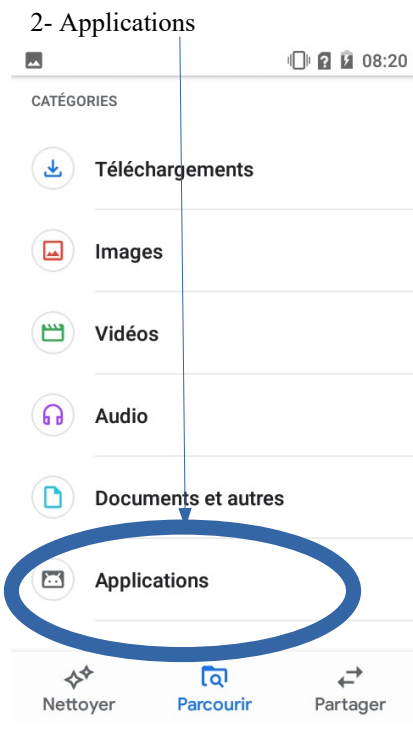 2- Applications
08:20
CATÉGORIES
Téléchargements
Images
Vidéos
Audio
Documents et autres
Applications
Nettoyer Parcourir Partager